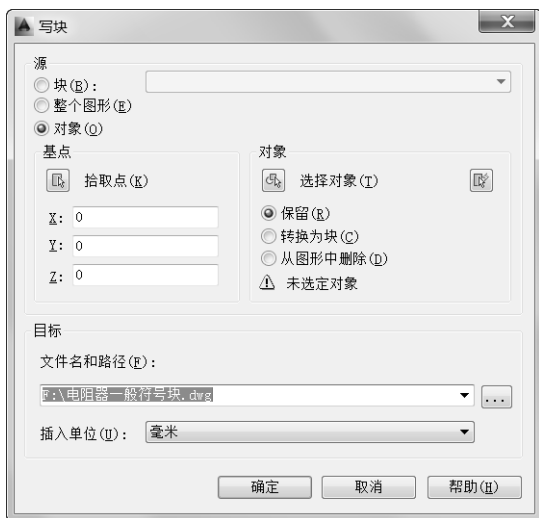 写块
源
块(B):
整个图形(E)
对象(O)
基点
拾取点(K)
X: 0
Y: 0
Z: 0
对象
选择对象(T)
保留(R)
转换为块(C)
从图形中删除(D)
未选定对象
目标
文件名和路径(F):
F:\电阻器一般符号块.dwg
...
插入单位(U): 毫米
确定 取消 帮助(H)